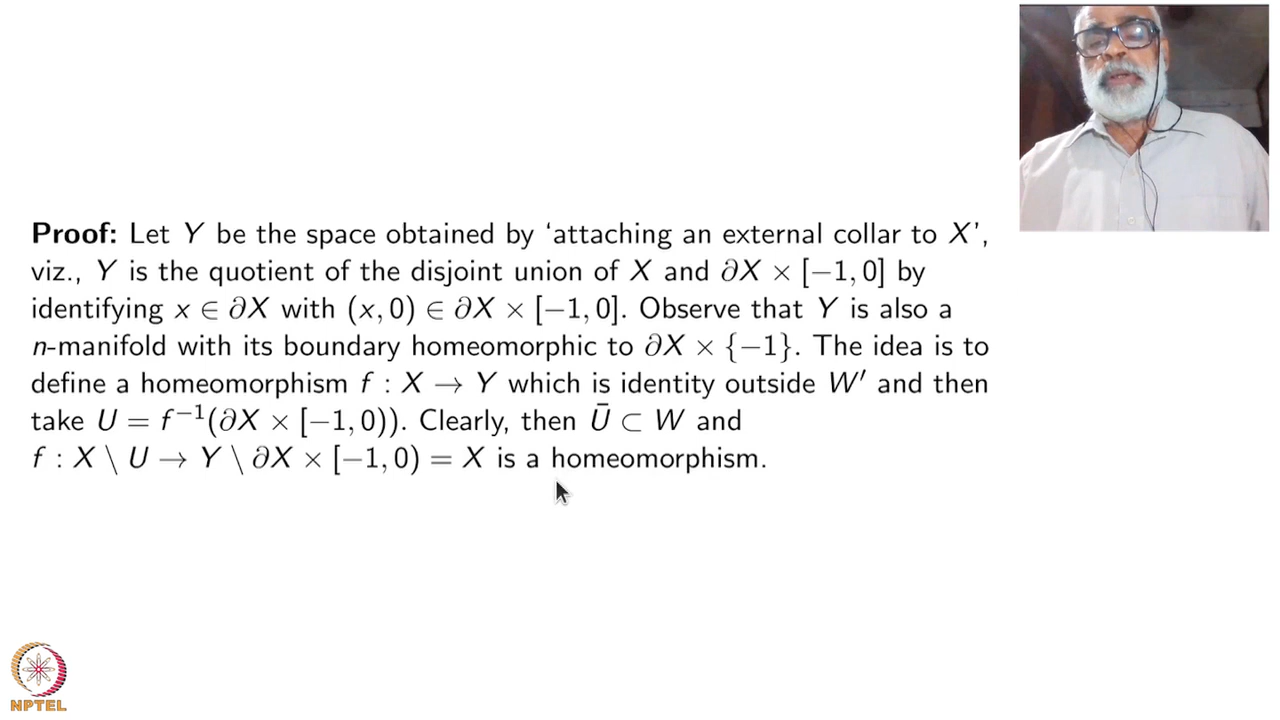 Proof: Let Y be the space obtained by ‘attaching an external collar to X’,
viz., Y is the quotient of the disjoint union of X and ∂X × [−1, 0] by
identifying x ∈ ∂X with (x, 0) ∈ ∂X × [−1, 0]. Observe that Y is also a
n-manifold with its boundary homeomorphic to ∂X × {−1}. The idea is to
define a homeomorphism f : X → Y which is identity outside W′ and then
take U = f⁻¹(∂X × [−1, 0)). Clearly, then Ū ⊂ W and
f : X \ U → Y \ ∂X × [−1, 0) = X is a homeomorphism.
NPTEL